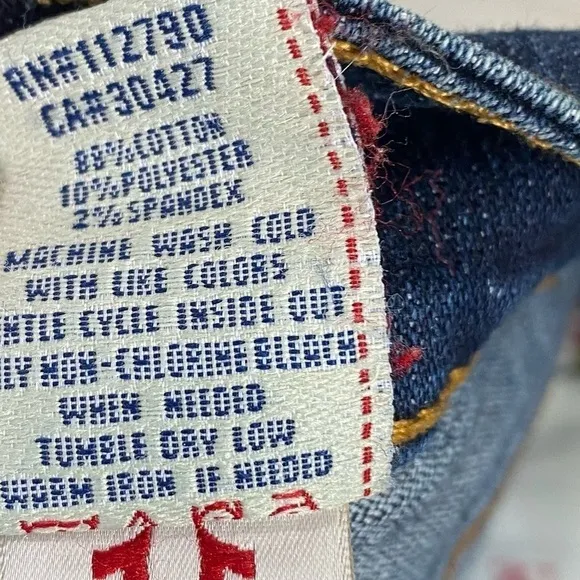 RN#112790
CA#30427
88%COTTON
10%POLYESTER
2%SPANDEX
MACHINE WASH COLD
WITH LIKE COLORS
NTLE CYCLE INSIDE OUT
LY NON-CHLORINE BLEACH
WHEN NEEDED
TUMBLE DRY LOW
WORM IRON IF NEEDED